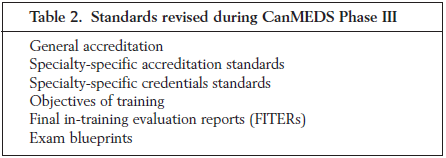 Table 2. Standards revised during CanMEDS Phase III
General accreditation
Specialty-specific accreditation standards
Specialty-specific credentials standards
Objectives of training
Final in-training evaluation reports (FITERs)
Exam blueprints